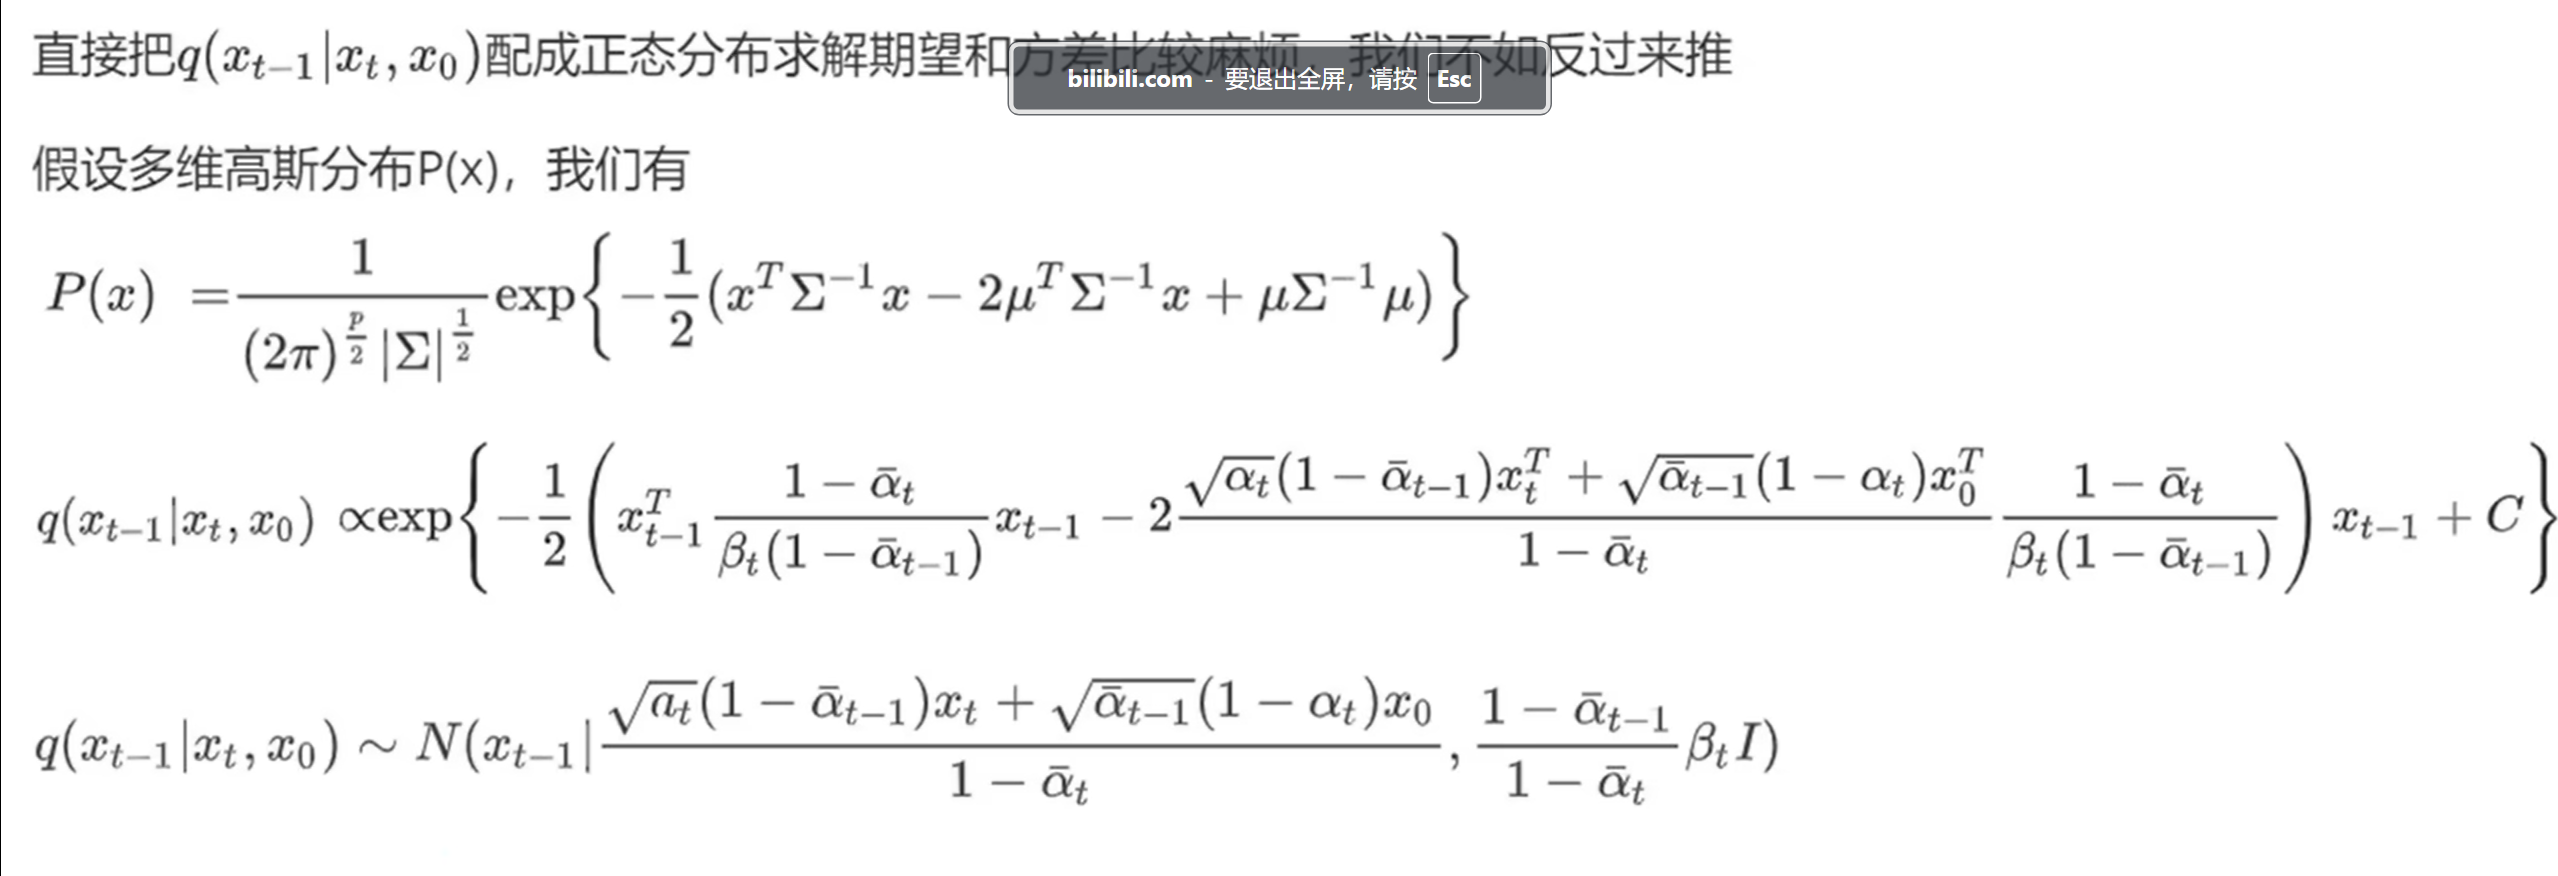 直接把q(x_{t-1}|x_t, x_0)配成正态分布求解期望和方差比较麻烦，我们不如反过来推
bilibili.com - 要退出全屏，请按 Esc
假设多维高斯分布P(x)，我们有
P(x) = \frac{1}{(2\pi)^{\frac{p}{2}}|\Sigma|^{\frac{1}{2}}} \exp\left\{-\frac{1}{2}(x^T\Sigma^{-1}x - 2\mu^T\Sigma^{-1}x + \mu\Sigma^{-1}\mu)\right\}
q(x_{t-1}|x_t, x_0) \propto \exp\left\{-\frac{1}{2}\left(x_{t-1}^T\frac{1-\bar{\alpha}_t}{\beta_t(1-\bar{\alpha}_{t-1})}x_{t-1} - 2\frac{\sqrt{\alpha_t}(1-\bar{\alpha}_{t-1})x_t^T + \sqrt{\bar{\alpha}_{t-1}}(1-\alpha_t)x_0^T}{1-\bar{\alpha}_t}\frac{1-\bar{\alpha}_t}{\beta_t(1-\bar{\alpha}_{t-1})}\right)x_{t-1} + C\right\}
q(x_{t-1}|x_t, x_0) \sim N(x_{t-1}|\frac{\sqrt{a_t}(1-\bar{\alpha}_{t-1})x_t + \sqrt{\bar{\alpha}_{t-1}}(1-\alpha_t)x_0}{1-\bar{\alpha}_t}, \frac{1-\bar{\alpha}_{t-1}}{1-\bar{\alpha}_t}\beta_t I)